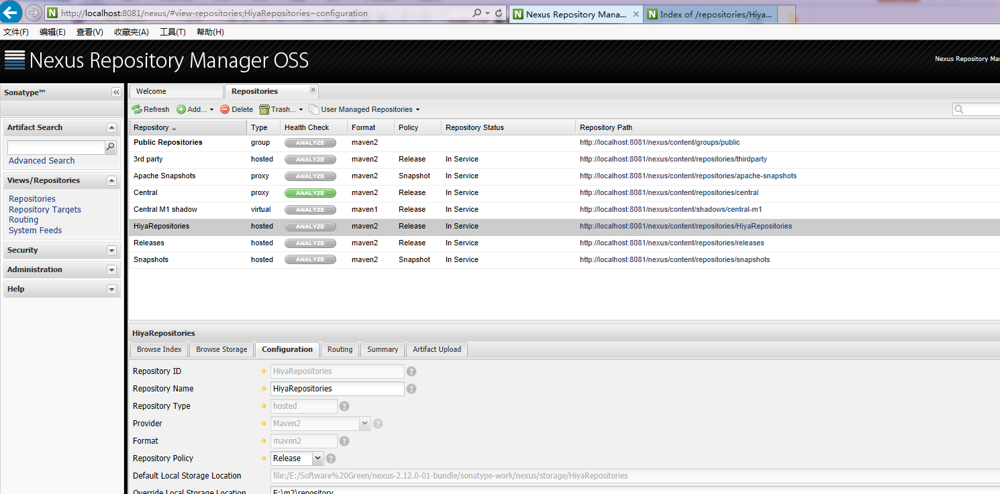 http://localhost:8081/nexus/#view-repositories;HiyaRepositories~configuration
Nexus Repository Mana...
Index of /repositories/Hiya...
文件(F) 编辑(E) 查看(V) 收藏夹(A) 工具(T) 帮助(H)
Nexus Repository Manager OSS
Nexus Repository Man
Sonatype™
Artifact Search
Advanced Search
Views/Repositories
Repositories
Repository Targets
Routing
System Feeds
Security
Administration
Help
Welcome
Repositories
Refresh Add... Delete Trash... User Managed Repositories
Repository Type Health Check Format Policy Repository Status Repository Path
Public Repositories group ANALYZE maven2 http://localhost:8081/nexus/content/groups/public
3rd party hosted ANALYZE maven2 Release In Service http://localhost:8081/nexus/content/repositories/thirdparty
Apache Snapshots proxy ANALYZE maven2 Snapshot In Service http://localhost:8081/nexus/content/repositories/apache-snapshots
Central proxy ANALYZE maven2 Release In Service http://localhost:8081/nexus/content/repositories/central
Central M1 shadow virtual ANALYZE maven1 Release In Service http://localhost:8081/nexus/content/shadows/central-m1
HiyaRepositories hosted ANALYZE maven2 Release In Service http://localhost:8081/nexus/content/repositories/HiyaRepositories
Releases hosted ANALYZE maven2 Release In Service http://localhost:8081/nexus/content/repositories/releases
Snapshots hosted ANALYZE maven2 Snapshot In Service http://localhost:8081/nexus/content/repositories/snapshots
HiyaRepositories
Browse Index Browse Storage Configuration Routing Summary Artifact Upload
Repository ID HiyaRepositories
Repository Name HiyaRepositories
Repository Type hosted
Provider Maven2
Format maven2
Repository Policy Release
Default Local Storage Location file:/E:/Software%20Green/nexus-2.12.0-01-bundle/sonatype-work/nexus/storage/HiyaRepositories
Override Local Storage Location E:\m2\repository